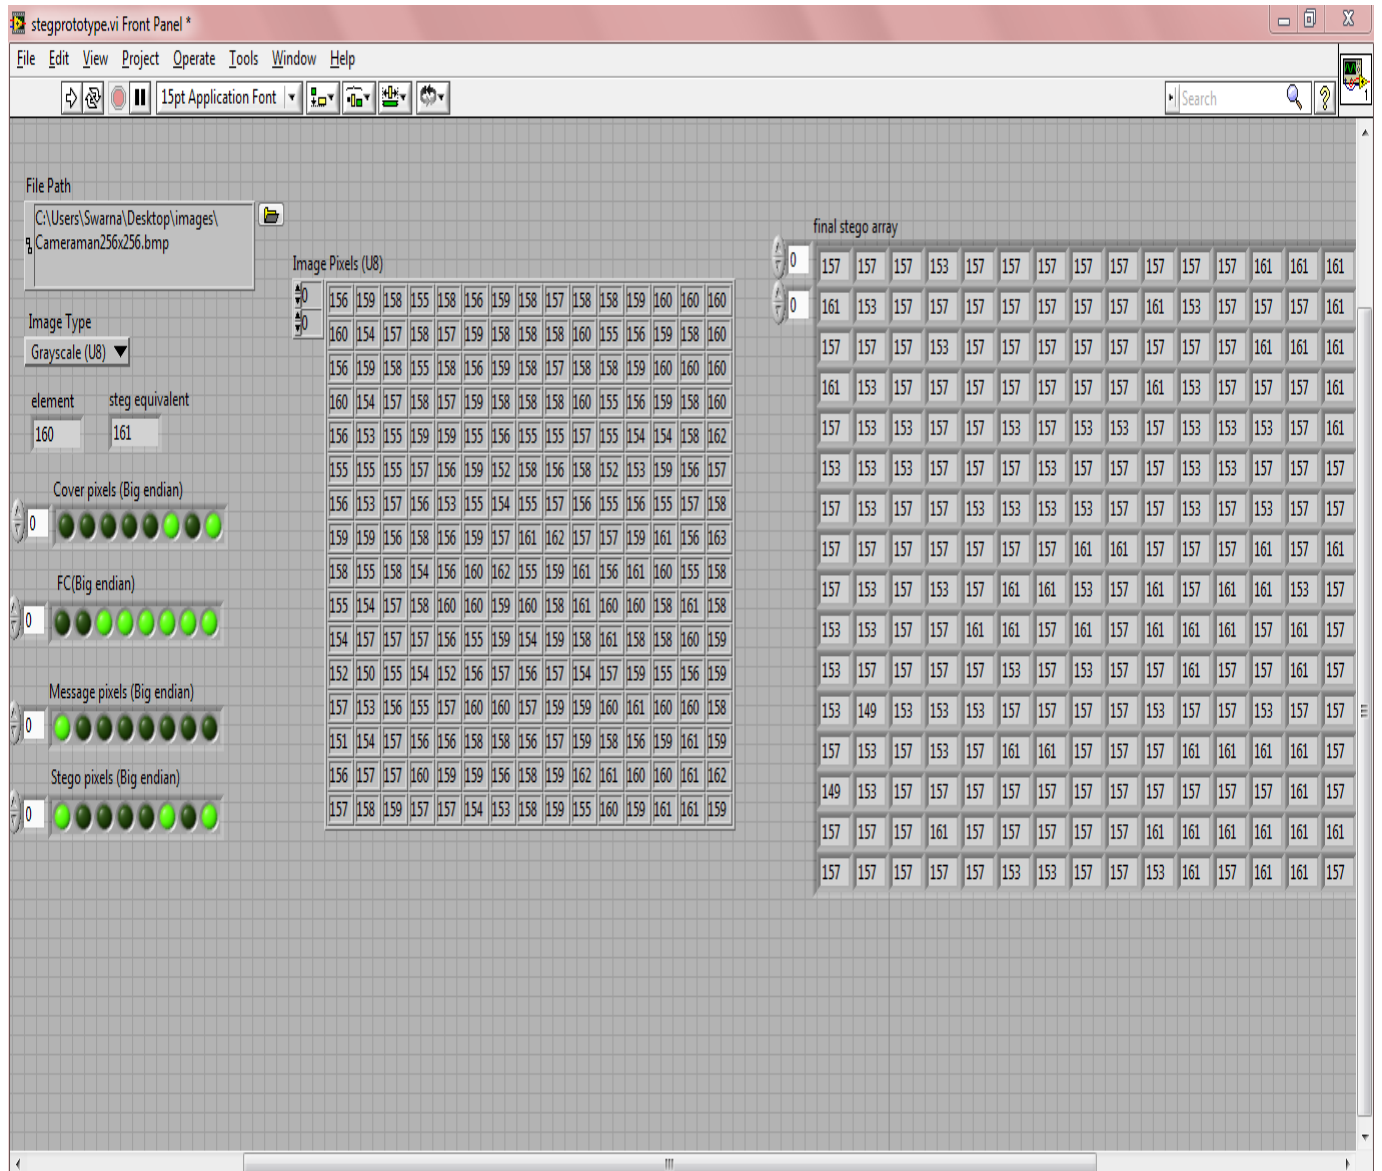 stegprototype.vi Front Panel *
File Edit View Project Operate Tools Window Help
15pt Application Font
Search
1
File Path
C:\Users\Swarna\Desktop\images\
Cameraman256x256.bmp
Image Type
Grayscale (U8)
element steg equivalent
160 161
Cover pixels (Big endian)
0
FC(Big endian)
0
Message pixels (Big endian)
0
Stego pixels (Big endian)
0
Image Pixels (U8)
0
0
156 159 158 155 158 156 159 158 157 158 158 159 160 160 160
160 154 157 158 157 159 158 158 158 160 155 156 159 158 160
156 159 158 155 158 156 159 158 157 158 158 159 160 160 160
160 154 157 158 157 159 158 158 158 160 155 156 159 158 160
156 153 155 159 159 155 156 155 155 157 155 154 154 158 162
155 155 155 157 156 159 152 158 156 158 152 153 159 156 157
156 153 157 156 153 155 154 155 157 156 155 156 155 157 158
159 159 156 158 156 159 157 161 162 157 157 159 161 156 163
158 155 158 154 156 160 162 155 159 161 156 161 160 155 158
155 154 157 158 160 160 159 160 158 161 160 160 158 161 158
154 157 157 157 156 155 159 154 159 158 161 158 158 160 159
152 150 155 154 152 156 157 156 157 154 157 159 155 156 159
157 153 156 155 157 160 160 157 159 159 160 161 160 160 158
151 154 157 156 156 158 158 156 157 159 158 156 159 161 159
156 157 157 160 159 159 156 158 159 162 161 160 160 161 162
157 158 159 157 157 154 153 158 159 155 160 159 161 161 159
final stego array
0
0
157 157 157 153 157 157 157 157 157 157 157 157 161 161 161
161 153 157 157 157 157 157 157 157 161 153 157 157 157 161
157 157 157 153 157 157 157 157 157 157 157 157 161 161 161
161 153 157 157 157 157 157 157 157 161 153 157 157 157 161
157 153 153 157 157 153 157 153 153 157 153 153 153 157 161
153 153 153 157 157 157 153 157 157 157 153 153 157 157 157
157 153 157 157 153 153 153 153 157 157 153 157 153 157 157
157 157 157 157 157 157 157 161 161 157 157 157 161 157 161
157 153 157 153 157 161 161 153 157 161 157 161 161 153 157
153 153 157 157 161 161 157 161 157 161 161 161 157 161 157
153 157 157 157 157 153 157 153 157 157 161 157 157 161 157
153 149 153 153 153 157 157 157 157 153 157 157 153 157 157
157 153 157 153 157 161 161 157 157 157 161 161 161 161 157
149 153 157 157 157 157 157 157 157 157 157 157 157 161 157
157 157 157 161 157 157 157 157 157 161 161 161 161 161 161
157 157 157 157 157 153 153 157 157 153 161 157 161 161 157